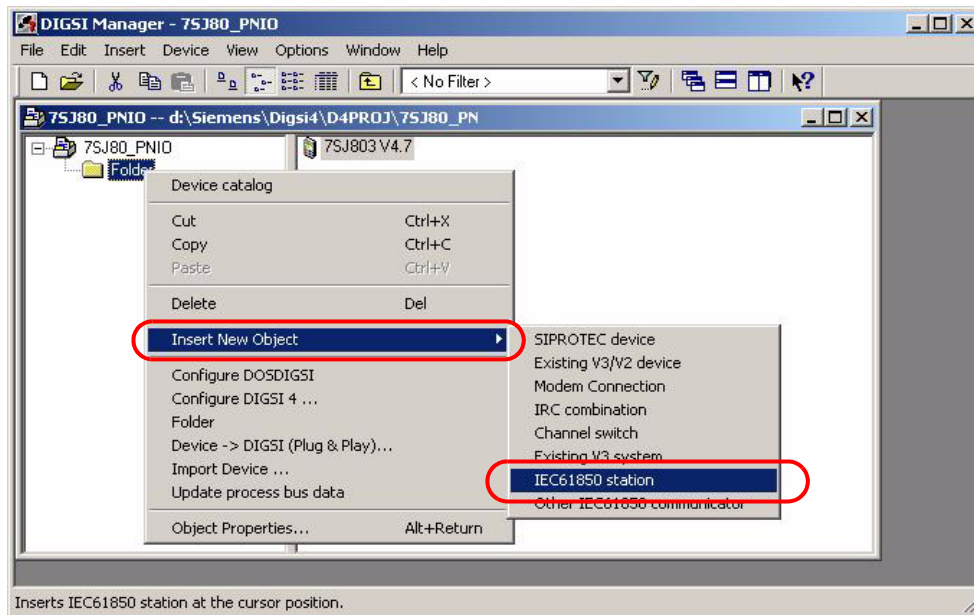 DIGSI Manager - 7SJ80_PNIO
File Edit Insert Device View Options Window Help
< No Filter >
7SJ80_PNIO -- d:\Siemens\Digsi4\D4PROJ\7SJ80_PN
7SJ80_PNIO
7SJ803 V4.7
Folder
Device catalog
Cut Ctrl+X
Copy Ctrl+C
Paste Ctrl+V
Delete Del
Insert New Object
Configure DOSDIGSI
Configure DIGSI 4 ...
Folder
Device -> DIGSI (Plug & Play)...
Import Device ...
Update process bus data
Object Properties... Alt+Return
SIPROTEC device
Existing V3/V2 device
Modem Connection
IRC combination
Channel switch
Existing V3 system
IEC61850 station
Other IEC61850 communicator
Inserts IEC61850 station at the cursor position.